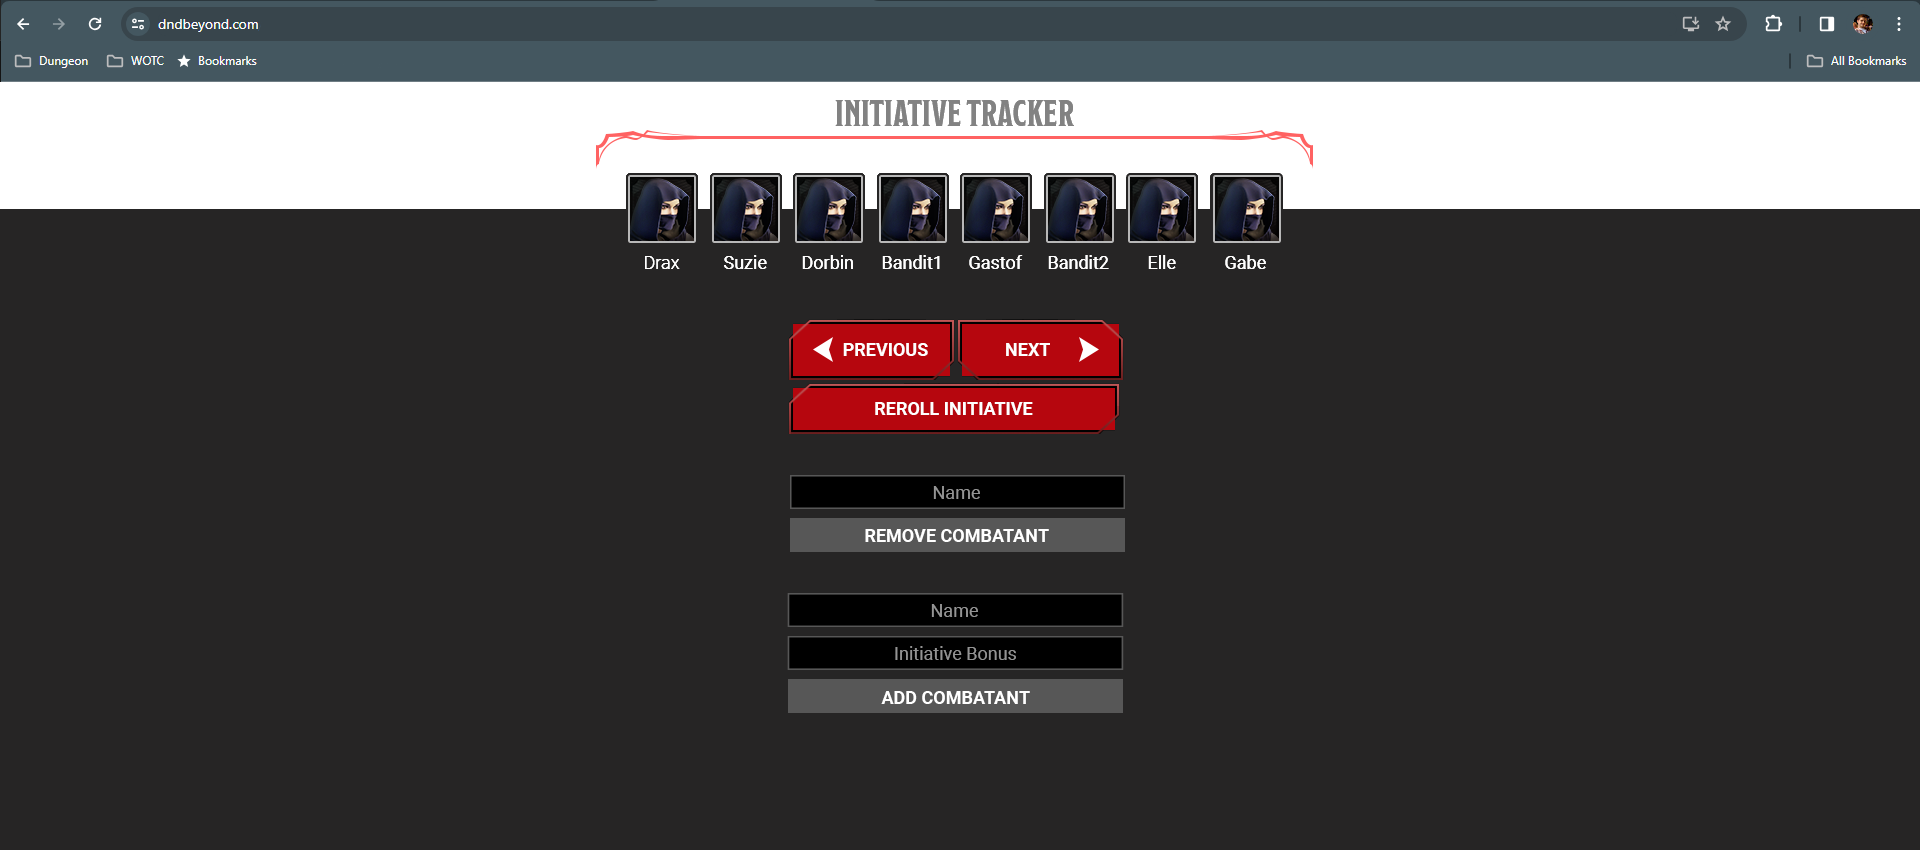 dndbeyond.com
Dungeon WOTC Bookmarks All Bookmarks
INITIATIVE TRACKER
Drax Suzie Dorbin Bandit1 Gastof Bandit2 Elle Gabe
PREVIOUS NEXT
REROLL INITIATIVE
Name
REMOVE COMBATANT
Name
Initiative Bonus
ADD COMBATANT